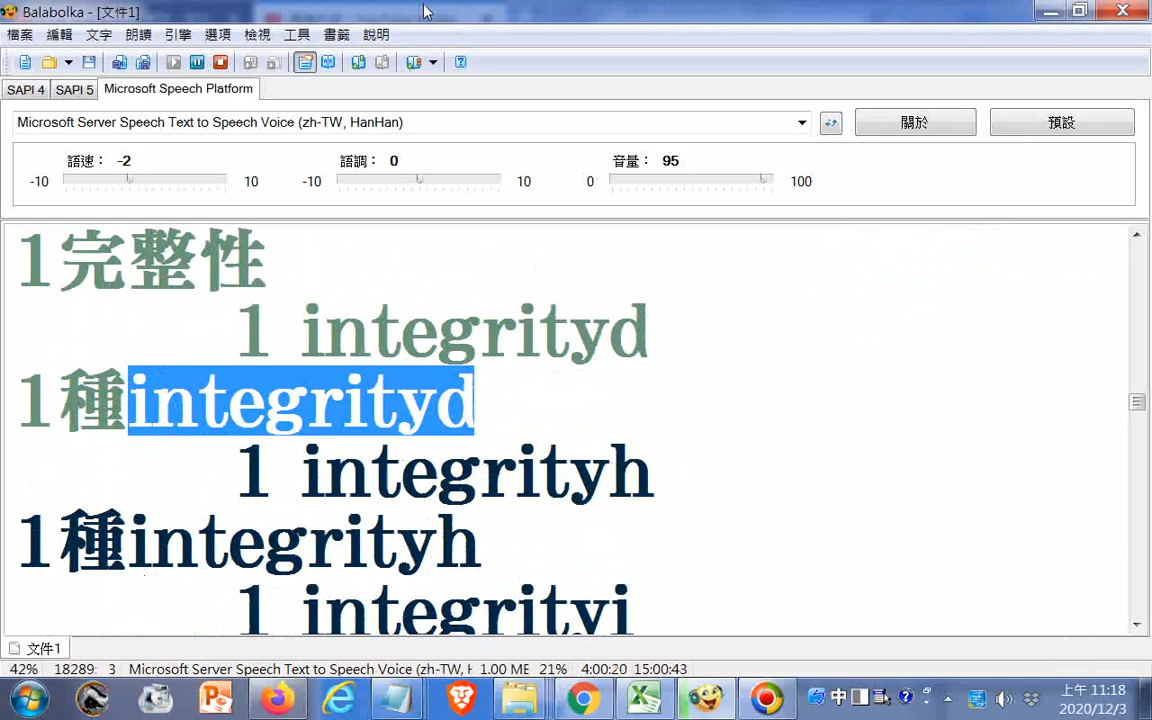 Balabolka - [文件1]
檔案 編輯 文字 朗讀 引擎 選項 檢視 工具 書籤 說明
SAPI 4 SAPI 5 Microsoft Speech Platform
Microsoft Server Speech Text to Speech Voice (zh-TW, HanHan) 關於 預設
語速： -2 語調： 0 音量： 95
-10 10 -10 10 0 100
1完整性
1 integrityd
1種integrityd
1 integrityh
1種integrityh
1 integrityi
文件1
42% 18289: 3 Microsoft Server Speech Text to Speech Voice (zh-TW, 1.00 ME 21% 4:00:20 15:00:43
中 上午 11:18
2020/12/3